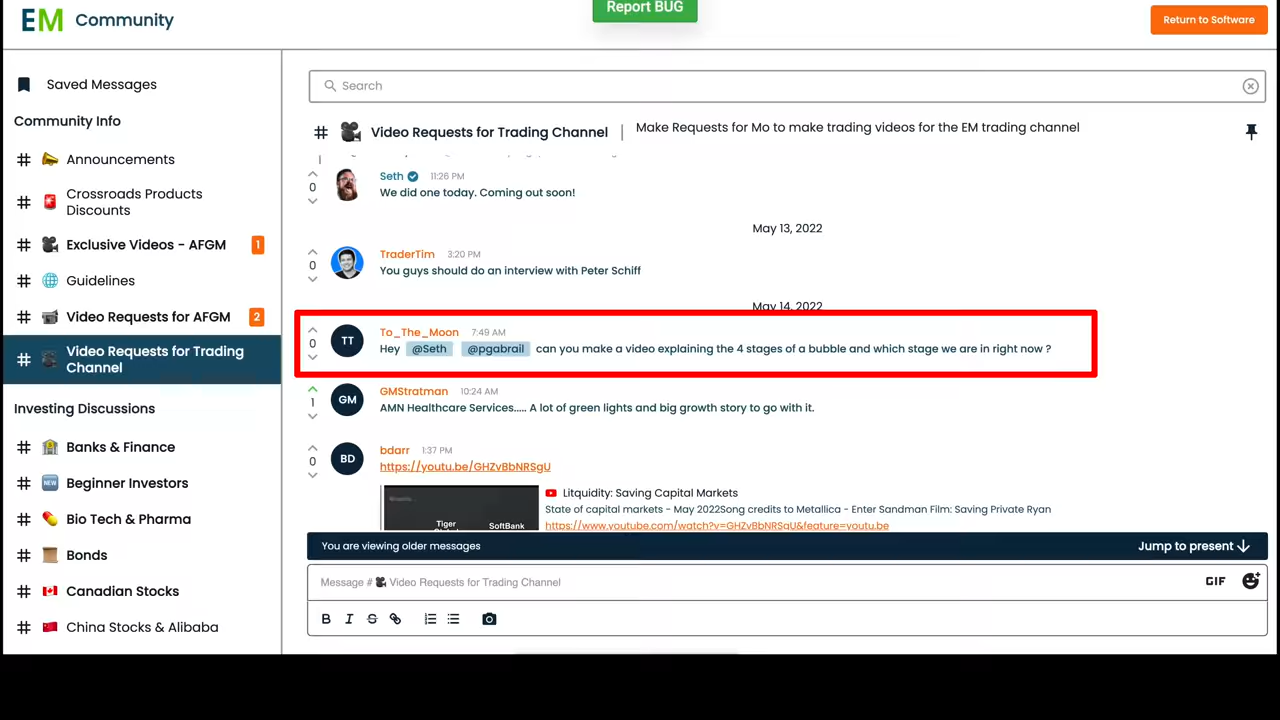 Report BUG
EM Community
Return to Software
Saved Messages
Community Info
# Announcements
# Crossroads Products
Discounts
# Exclusive Videos - AFGM 1
# Guidelines
# Video Requests for AFGM 2
# Video Requests for Trading
Channel
Investing Discussions
# Banks & Finance
# NEW Beginner Investors
# Bio Tech & Pharma
# Bonds
# Canadian Stocks
# China Stocks & Alibaba
Search
# Video Requests for Trading Channel | Make Requests for Mo to make trading videos for the EM trading channel
Seth 11:26 PM
0
We did one today. Coming out soon!
May 13, 2022
TraderTim 3:20 PM
0
You guys should do an interview with Peter Schiff
May 14, 2022
To_The_Moon 7:49 AM
0 TT
Hey @Seth @pgabrail can you make a video explaining the 4 stages of a bubble and which stage we are in right now ?
GMStratman 10:24 AM
1 GM
AMN Healthcare Services..... A lot of green lights and big growth story to go with it.
bdarr 1:37 PM
0 BD
https://youtu.be/GHZvBbNRSgU
Litquidity: Saving Capital Markets
State of capital markets - May 2022Song credits to Metallica - Enter Sandman Film: Saving Private Ryan
https://www.youtube.com/watch?v=GHZvBbNRSgU&feature=youtu.be
Tiger
SoftBank
You are viewing older messages
Jump to present
Message # Video Requests for Trading Channel
GIF
B I S